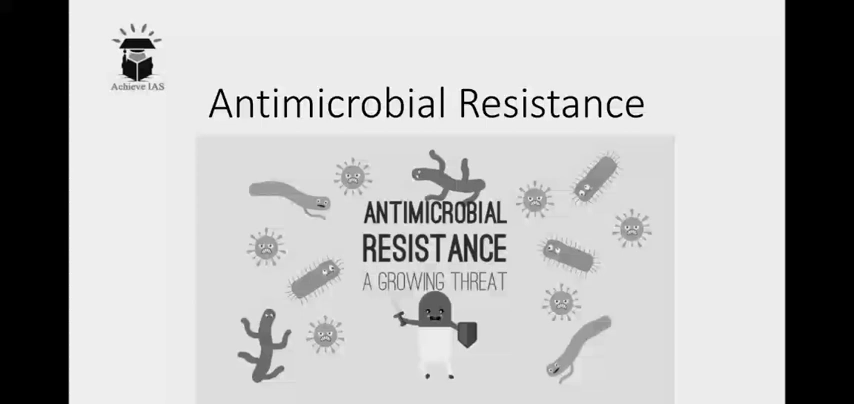 Achieve IAS
Antimicrobial Resistance
ANTIMICROBIAL
RESISTANCE
A GROWING THREAT